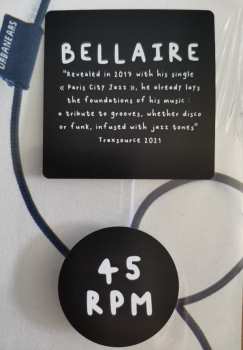 URBANEARS
BELLAIRE
"Revealed in 2017 with his single
« Paris City Jazz », he already lays
the foundations of his music :
a tribute to grooves, whether disco
or funk, infused with jazz tones"
Traxsource 2021
45
RPM